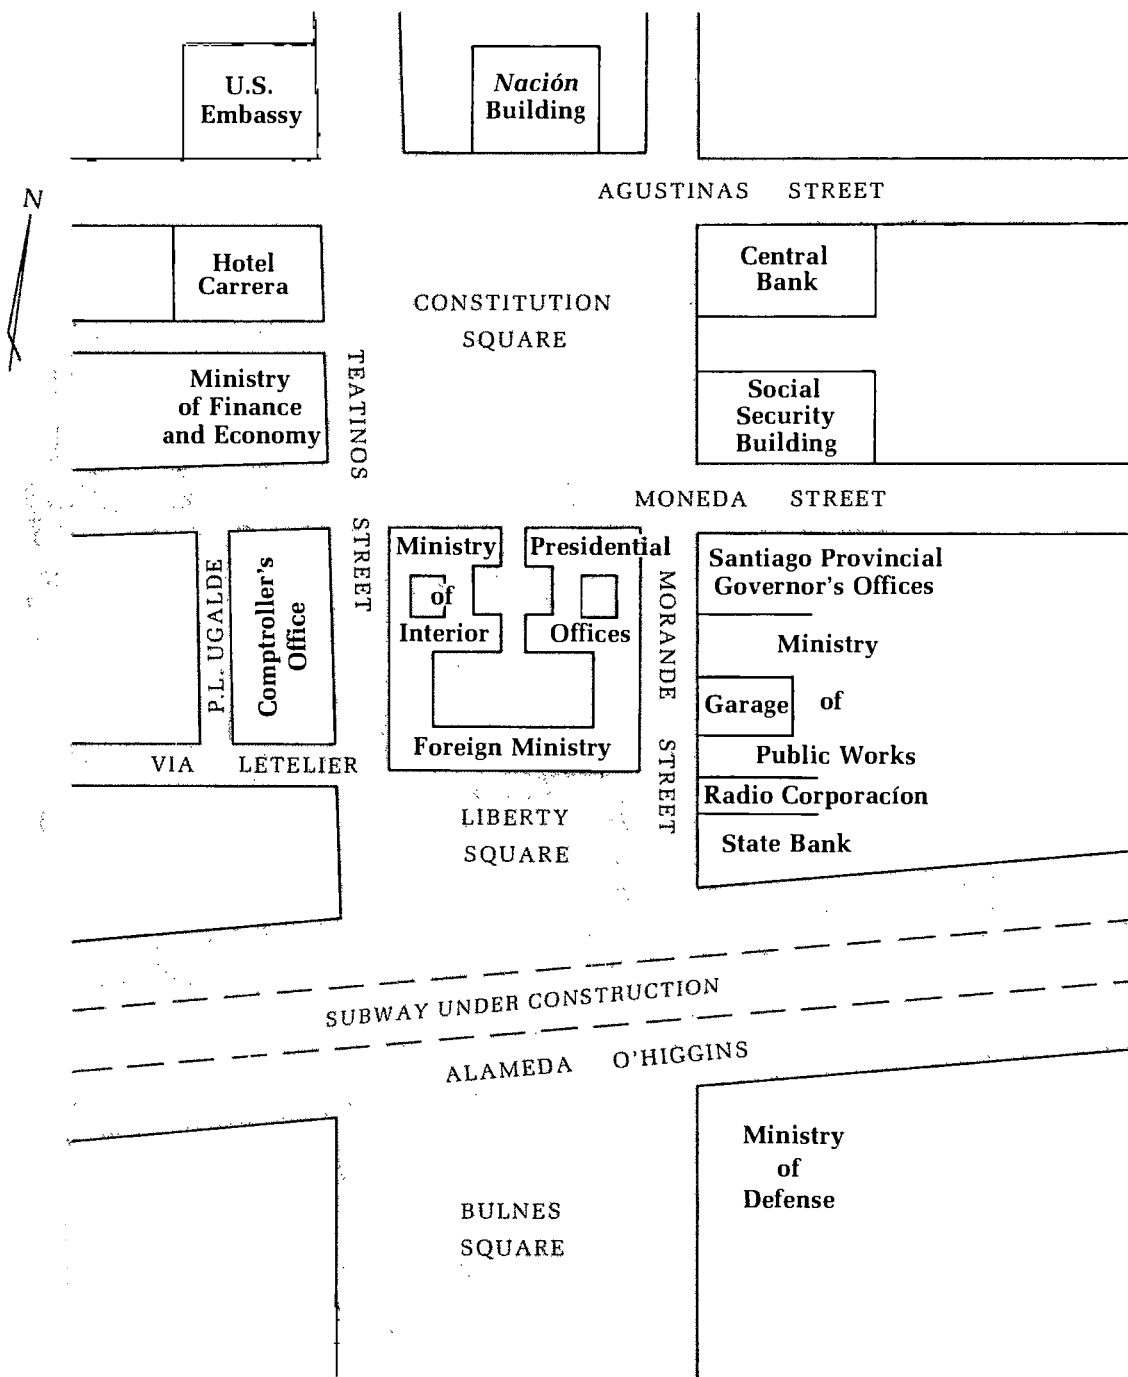 U.S.
Embassy
Nación
Building
AGUSTINAS STREET
N
Hotel
Carrera
CONSTITUTION
SQUARE
Central
Bank
TEATINOS STREET
Ministry
of Finance
and Economy
Social
Security
Building
MONEDA STREET
P.L. UGALDE
Comptroller's
Office
Ministry
of
Interior
Presidential
Offices
Foreign Ministry
MORANDE STREET
Santiago Provincial
Governor's Offices
Ministry
of
Public Works
Garage
Radio Corporacíon
State Bank
VIA LETELIER
LIBERTY
SQUARE
SUBWAY UNDER CONSTRUCTION
ALAMEDA O'HIGGINS
BULNES
SQUARE
Ministry
of
Defense